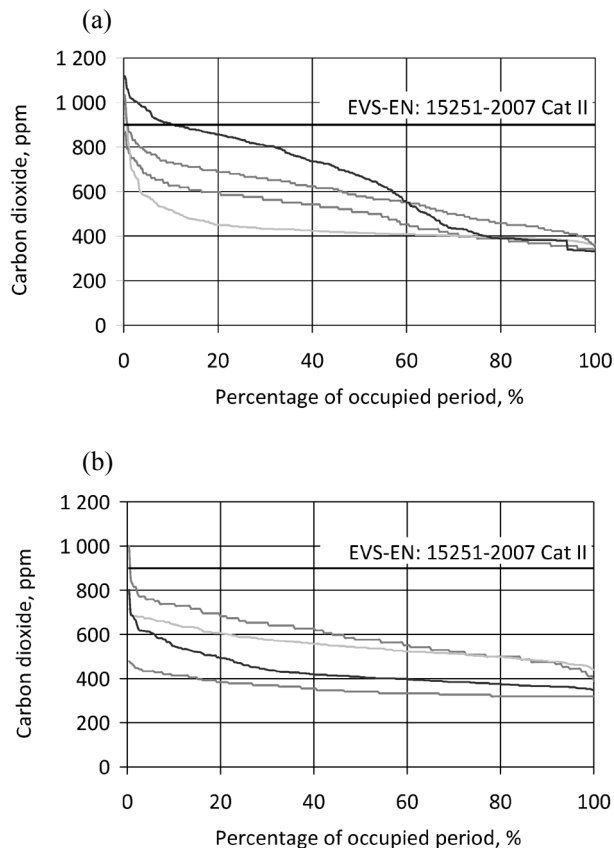 (a)
1 200
1 000
800
600
400
200
0
Carbon dioxide, ppm
EVS-EN: 15251-2007 Cat II
0 20 40 60 80 100
Percentage of occupied period, %
(b)
1 200
1 000
800
600
400
200
0
Carbon dioxide, ppm
EVS-EN: 15251-2007 Cat II
0 20 40 60 80 100
Percentage of occupied period, %